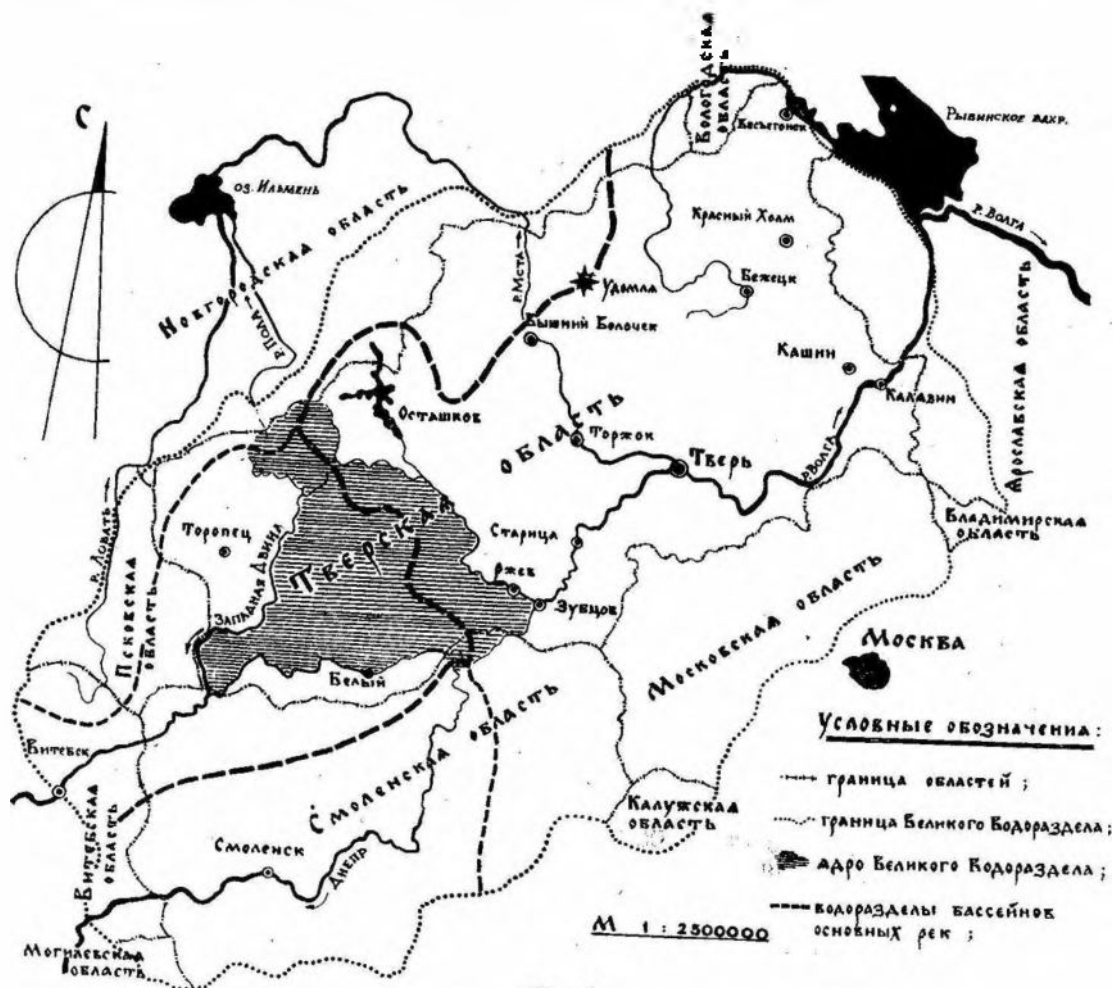 С
ВОЛОГОДСКАЯ
ОБЛАСТЬ
Весьегонск
Рыбинское вдхр.
оз. Ильмень
Новгородская область
р. Пола
р. Мста
Красный Холм
Бежецк
Удомля
р. Волга
Ярославская область
Вышний Волочек
Кашин
Калязин
Осташков
Торжок
Тверь
р. Волга
Тверская область
Владимирская
область
р. Ловать
Торопец
Западная Двина
Старица
Ржев
Зубцов
Псковская
область
Белый
Московская область
Москва
Витебск
Витебская
область
Смоленская область
Калужская
область
Смоленск
Днепр
Могилевская
область
М 1 : 2500000
Условные обозначения:
граница областей ;
граница Великого Водораздела ;
ядро Великого Водораздела ;
водоразделы бассейнов
основных рек ;